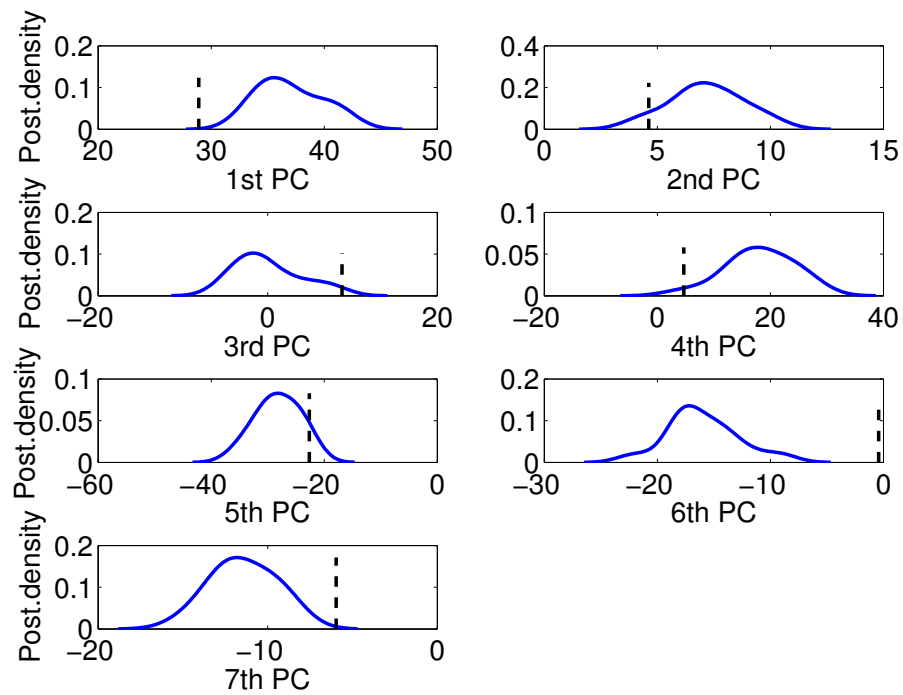 Post.density
0.2
0.1
0
20 30 40 50
1st PC
0.4
0.2
0
0 5 10 15
2nd PC
Post.density
0.2
0.1
0
−20 0 20
3rd PC
0.1
0.05
0
−20 0 20 40
4th PC
Post.density
0.1
0.05
0
−60 −40 −20 0
5th PC
0.2
0.1
0
−30 −20 −10 0
6th PC
Post.density
0.2
0.1
0
−20 −10 0
7th PC